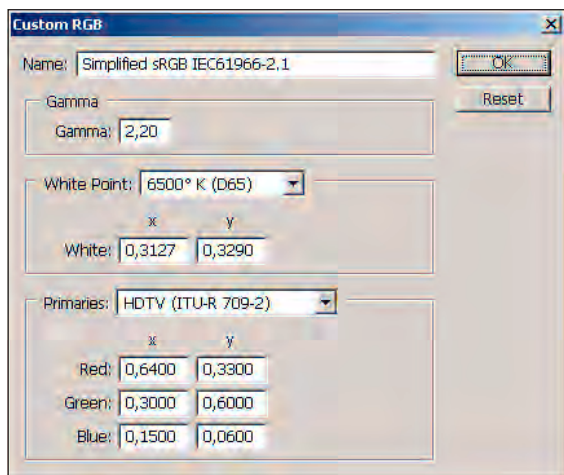 Custom RGB
Name: Simplified sRGB IEC61966-2.1
OK
Reset
Gamma
Gamma: 2,20
White Point: 6500° K (D65)
x y
White: 0,3127 0,3290
Primaries: HDTV (ITU-R 709-2)
x y
Red: 0,6400 0,3300
Green: 0,3000 0,6000
Blue: 0,1500 0,0600